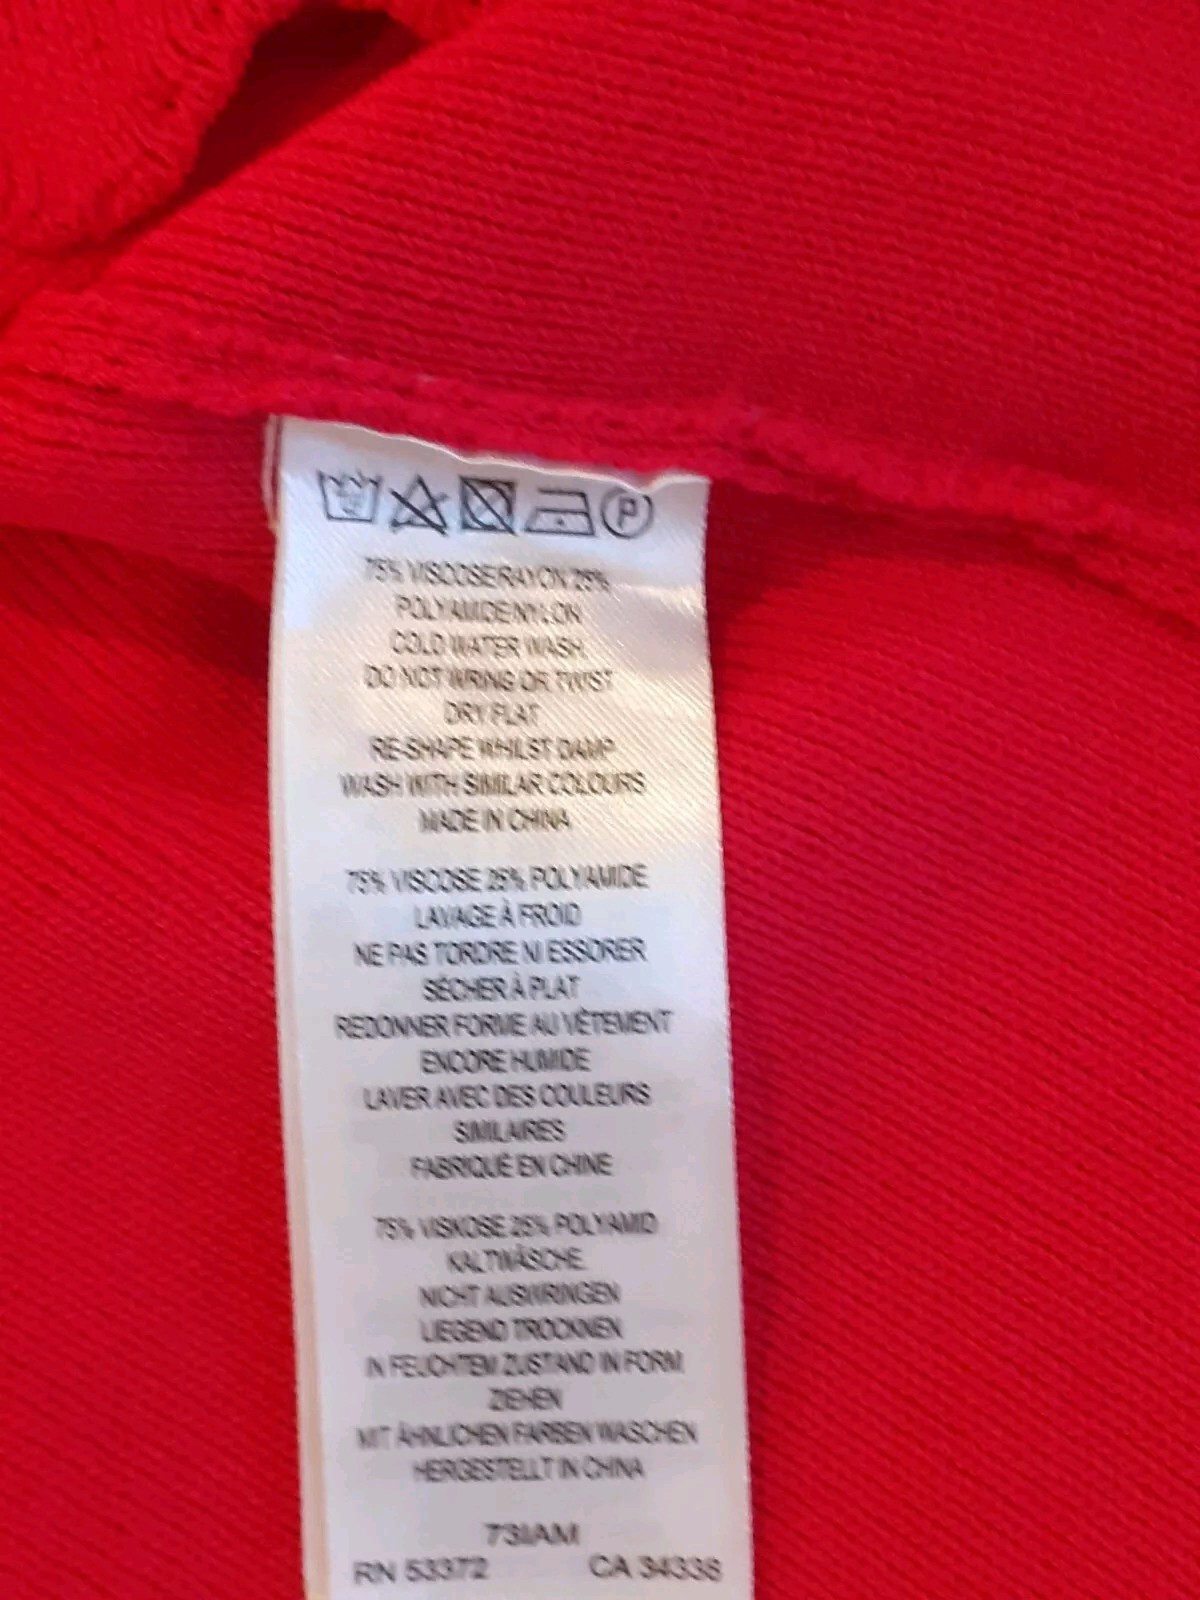 P
75% VISCOSE RAYON 25%
POLYAMIDE NYLON
COLD WATER WASH.
DO NOT WRING OR TWIST
DRY FLAT
RE-SHAPE WHILST DAMP
WASH WITH SIMILAR COLOURS
MADE IN CHINA
75% VISCOSE 25% POLYAMIDE
LAVAGE À FROID
NE PAS TORDRE NI ESSORER
SÉCHER À PLAT
REDONNER FORME AU VÊTEMENT
ENCORE HUMIDE
LAVER AVEC DES COULEURS
SIMILAIRES
FABRIQUÉ EN CHINE
75% VISKOSE 25% POLYAMID
KALTWÄSCHE.
NICHT AUSWRINGEN
LIEGEND TROCKNEN
IN FEUCHTEM ZUSTAND IN FORM
ZIEHEN
MIT ÄHNLICHEN FARBEN WASCHEN
HERGESTELLT IN CHINA
73IAM
RN 53372 CA 34338